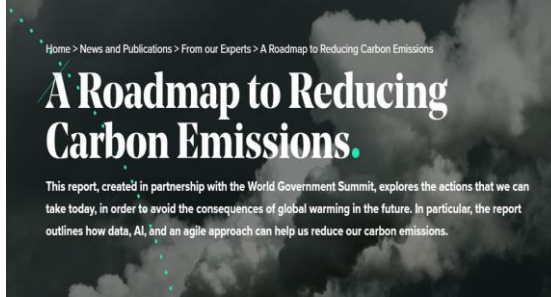 Home > News and Publications > From our Experts > A Roadmap to Reducing Carbon Emissions
A Roadmap to Reducing
Carbon Emissions.
This report, created in partnership with the World Government Summit, explores the actions that we can
take today, in order to avoid the consequences of global warming in the future. In particular, the report
outlines how data, AI, and an agile approach can help us reduce our carbon emissions.